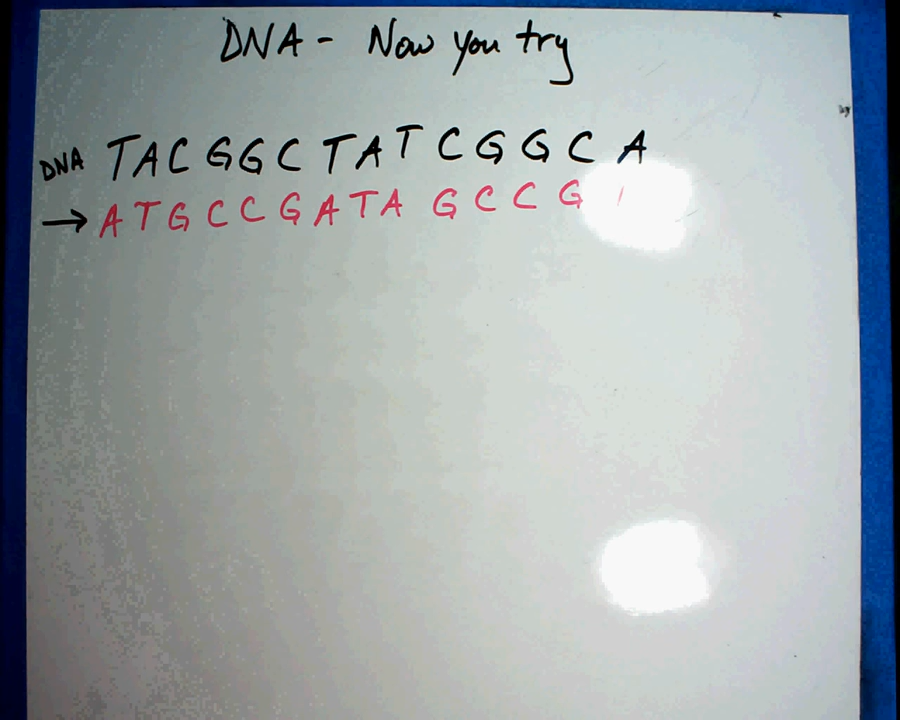 DNA - Now you try
DNA TACGGCTATCGGCA
→ ATGCCGATAGCCG